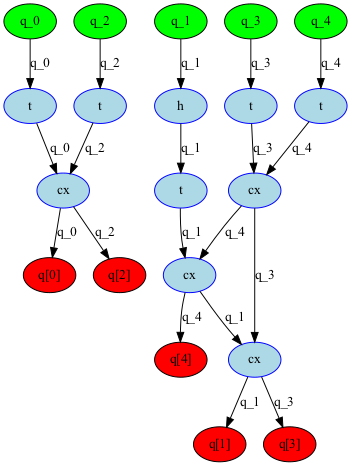 q_0 q_2 q_1 q_3 q_4
q_0 q_2 q_1 q_3 q_4
t t h t t
q_0 q_2 q_1 q_3 q_4
cx t cx
q_0 q_2 q_1 q_4 q_3
q[0] q[2] cx
q_4 q_1
q[4] cx
q_1 q_3
q[1] q[3]